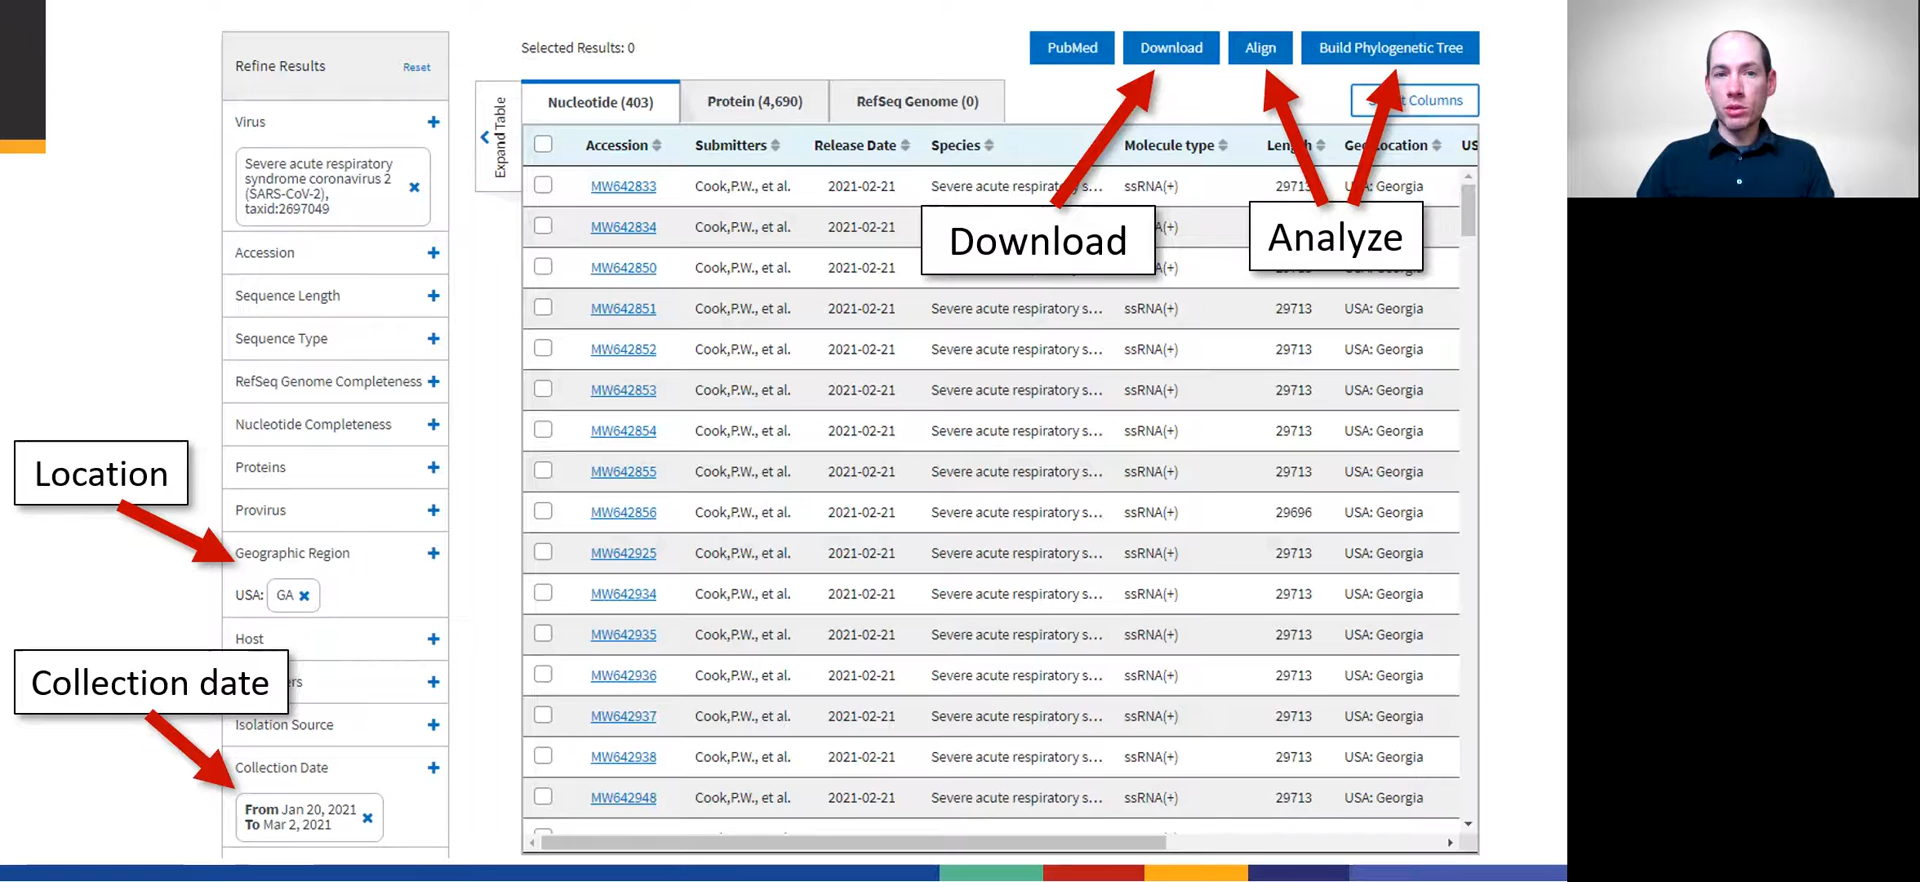 Refine Results
Reset
Virus
Severe acute respiratory
syndrome coronavirus 2
(SARS-CoV-2),
taxid:2697049
Accession
Sequence Length
Sequence Type
RefSeq Genome Completeness
Nucleotide Completeness
Proteins
Provirus
Geographic Region
USA: GA
Host
Isolation Source
Collection Date
From Jan 20, 2021
To Mar 2, 2021
Location
Collection date
Selected Results: 0
PubMed Download Align Build Phylogenetic Tree
Columns
Expand Table
Nucleotide (403) Protein (4,690) RefSeq Genome (0)
Accession Submitters Release Date Species Molecule type Length Geo Location US
MW642833 Cook,P.W., et al. 2021-02-21 Severe acute respiratory s... ssRNA(+) 29713 USA: Georgia
MW642834 Cook,P.W., et al. 2021-02-21
MW642850 Cook,P.W., et al. 2021-02-21
Download
Analyze
MW642851 Cook,P.W., et al. 2021-02-21 Severe acute respiratory s... ssRNA(+) 29713 USA: Georgia
MW642852 Cook,P.W., et al. 2021-02-21 Severe acute respiratory s... ssRNA(+) 29713 USA: Georgia
MW642853 Cook,P.W., et al. 2021-02-21 Severe acute respiratory s... ssRNA(+) 29713 USA: Georgia
MW642854 Cook,P.W., et al. 2021-02-21 Severe acute respiratory s... ssRNA(+) 29713 USA: Georgia
MW642855 Cook,P.W., et al. 2021-02-21 Severe acute respiratory s... ssRNA(+) 29713 USA: Georgia
MW642856 Cook,P.W., et al. 2021-02-21 Severe acute respiratory s... ssRNA(+) 29696 USA: Georgia
MW642925 Cook,P.W., et al. 2021-02-21 Severe acute respiratory s... ssRNA(+) 29713 USA: Georgia
MW642934 Cook,P.W., et al. 2021-02-21 Severe acute respiratory s... ssRNA(+) 29713 USA: Georgia
MW642935 Cook,P.W., et al. 2021-02-21 Severe acute respiratory s... ssRNA(+) 29713 USA: Georgia
MW642936 Cook,P.W., et al. 2021-02-21 Severe acute respiratory s... ssRNA(+) 29713 USA: Georgia
MW642937 Cook,P.W., et al. 2021-02-21 Severe acute respiratory s... ssRNA(+) 29713 USA: Georgia
MW642938 Cook,P.W., et al. 2021-02-21 Severe acute respiratory s... ssRNA(+) 29713 USA: Georgia
MW642948 Cook,P.W., et al. 2021-02-21 Severe acute respiratory s... ssRNA(+) 29713 USA: Georgia